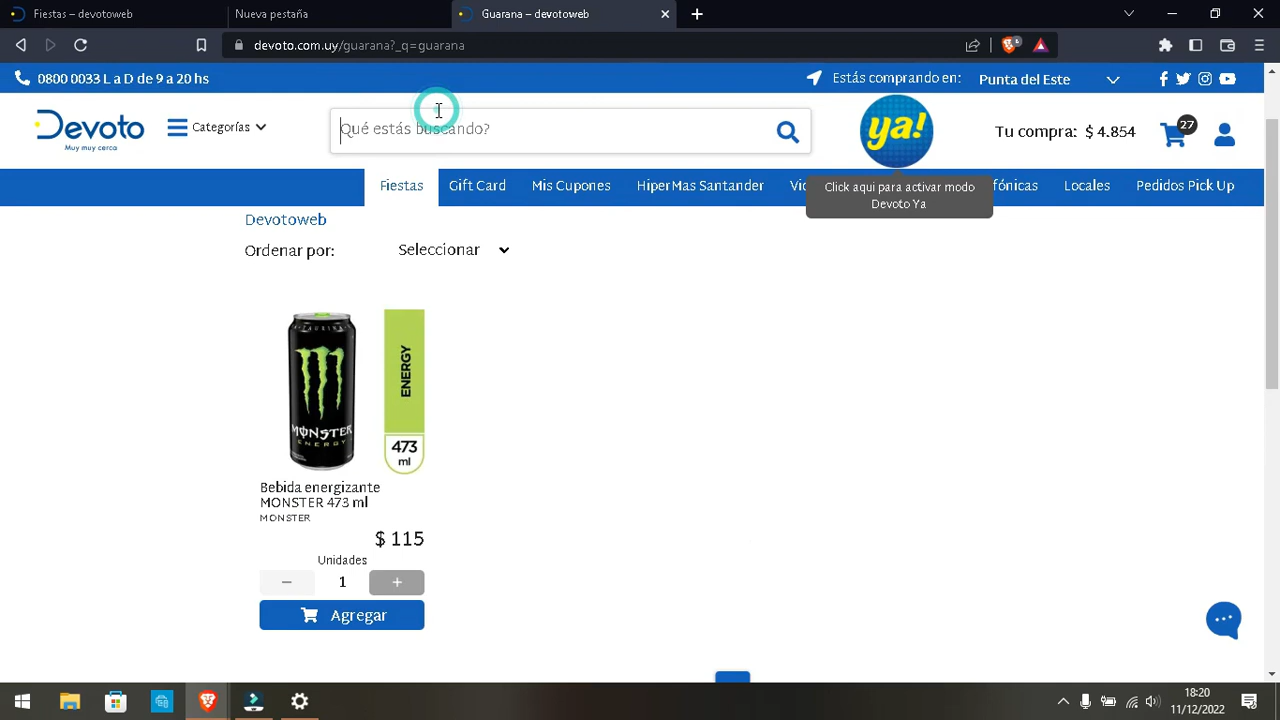 Fiestas – devotoweb
Nueva pestaña
Guarana – devotoweb
devoto.com.uy/guarana?_q=guarana
6
0800 0033 L a D de 9 a 20 hs
Estás comprando en:
Punta del Este
Devoto
Muy muy cerca
Categorías
Qué estás buscando?
ya!
Tu compra: $ 4.854
27
Fiestas
Gift Card
Mis Cupones
HiperMas Santander
Locales
Pedidos Pick Up
Click aquí para activar modo
Devoto Ya
Devotoweb
Ordenar por:
Seleccionar
MONSTER
ENERGY
ENERGY
473
ml
Bebida energizante
MONSTER 473 ml
MONSTER
$ 115
Unidades
− 1 +
Agregar
18:20
11/12/2022